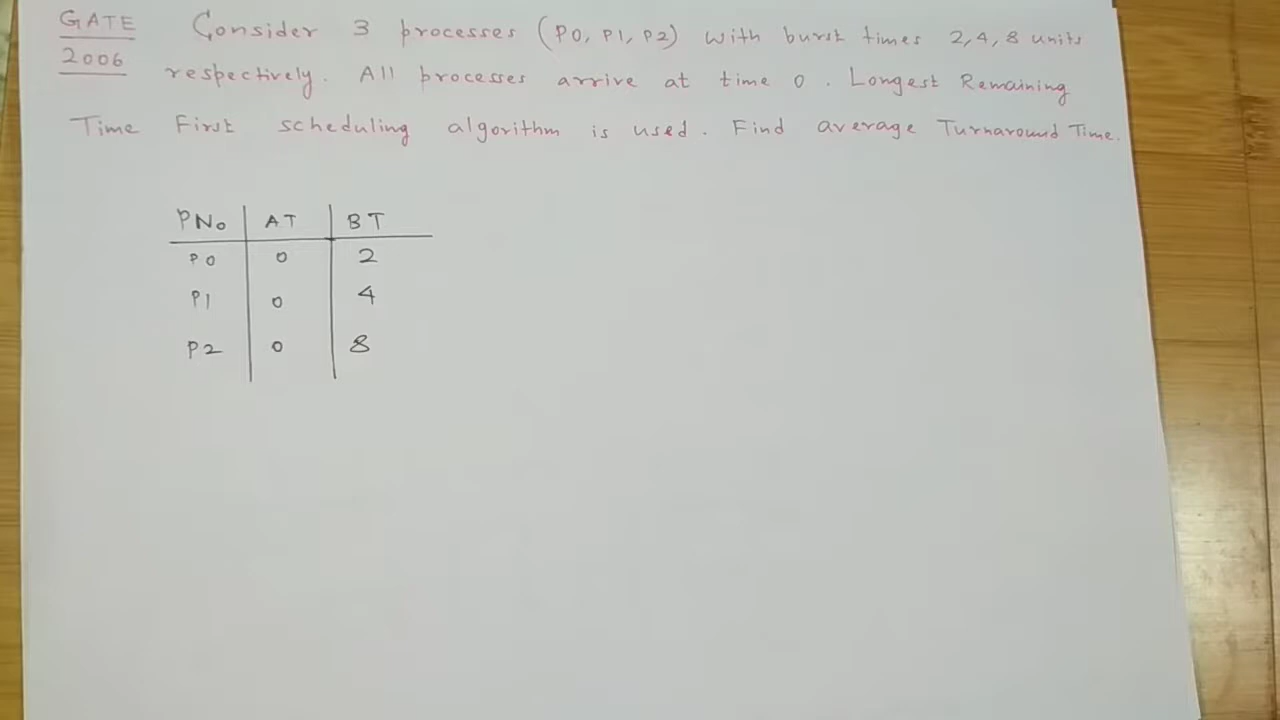 GATE 2006 Consider 3 processes (P0, P1, P2) with burst times 2,4,8 units
respectively. All processes arrive at time 0. Longest Remaining
Time First scheduling algorithm is used. Find average Turnaround Time.
PNo AT BT
P0 0 2
P1 0 4
P2 0 8